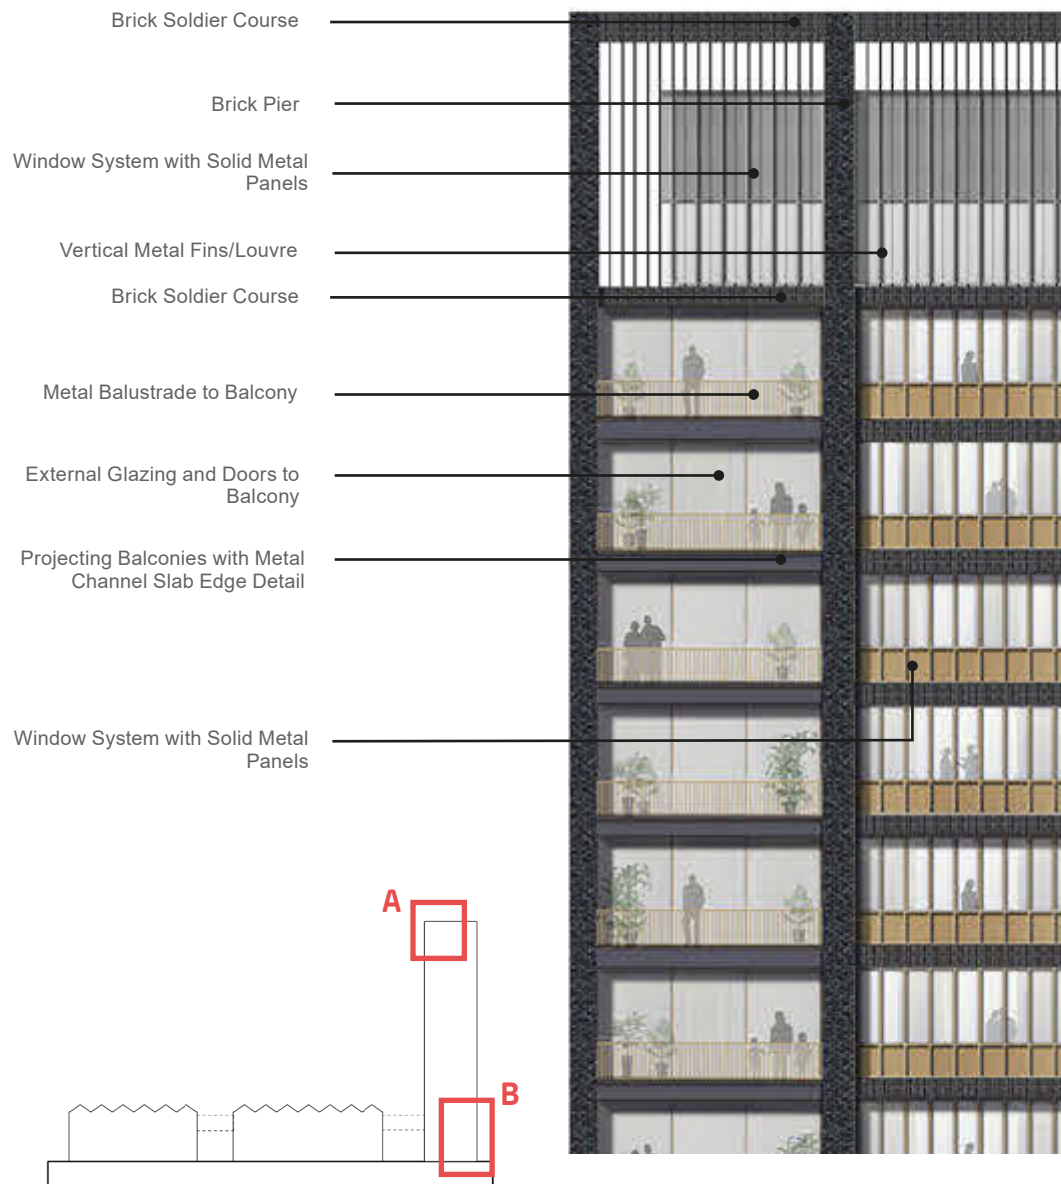 Brick Soldier Course
Brick Pier
Window System with Solid Metal
Panels
Vertical Metal Fins/Louvre
Brick Soldier Course
Metal Balustrade to Balcony
External Glazing and Doors to
Balcony
Projecting Balconies with Metal
Channel Slab Edge Detail
Window System with Solid Metal
Panels
A
B